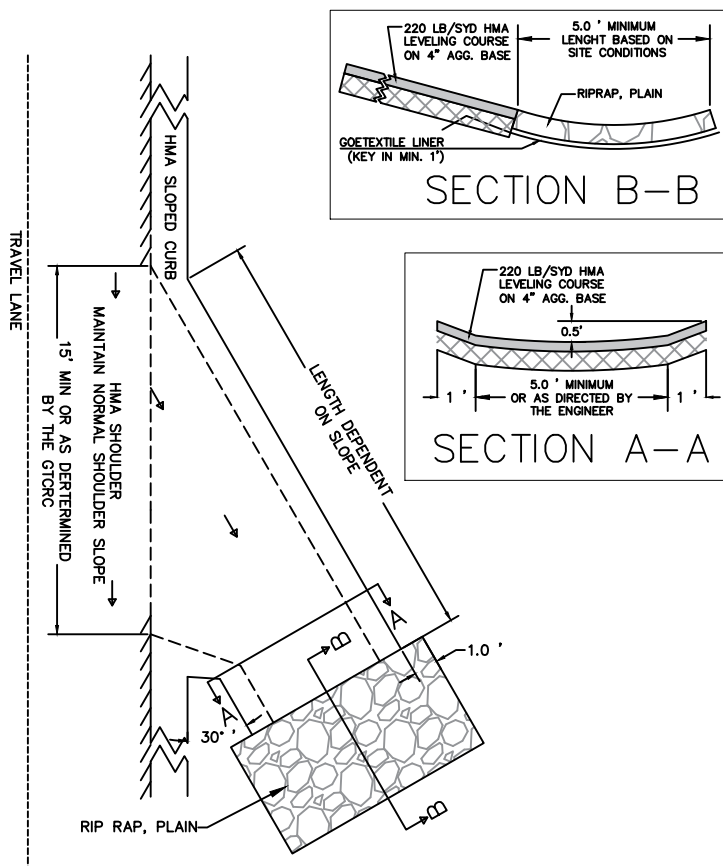 220 LB/SYD HMA
LEVELING COURSE
ON 4" AGG. BASE
5.0 ' MINIMUM
LENGHT BASED ON
SITE CONDITIONS
RIPRAP, PLAIN
GOETEXTILE LINER
(KEY IN MIN. 1')
SECTION B-B
220 LB/SYD HMA
LEVELING COURSE
ON 4" AGG. BASE
0.5'
1 '
5.0 ' MINIMUM
OR AS DIRECTED BY
THE ENGINEER
1 '
SECTION A-A
HMA SLOPED CURB
TRAVEL LANE
HMA SHOULDER
MAINTAIN NORMAL SHOULDER SLOPE
15' MIN OR AS DERTERMINED
BY THE GTCRC
LENGTH DEPENDENT
ON SLOPE
A
B
1.0 '
A
30°
B
RIP RAP, PLAIN